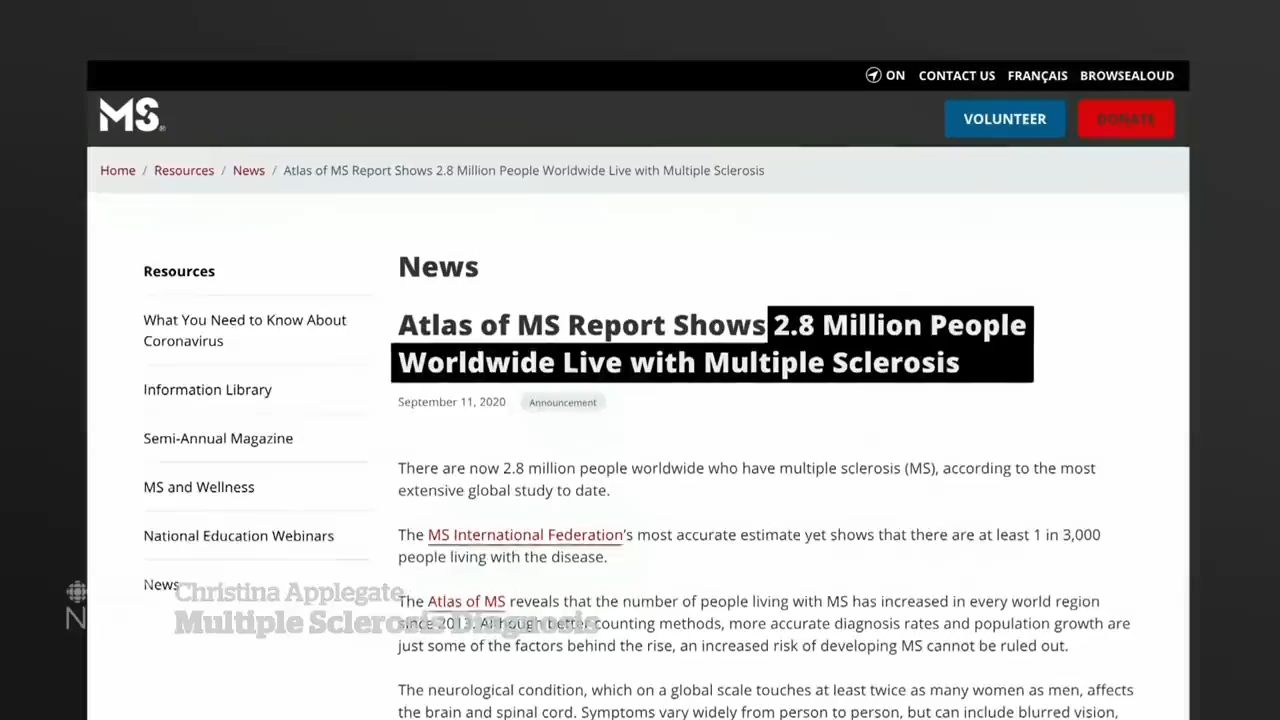 ON CONTACT US FRANÇAIS BROWSEALOUD
MS
VOLUNTEER DONATE
Home / Resources / News / Atlas of MS Report Shows 2.8 Million People Worldwide Live with Multiple Sclerosis
Resources
What You Need to Know About
Coronavirus
Information Library
Semi-Annual Magazine
MS and Wellness
National Education Webinars
News
News
Atlas of MS Report Shows 2.8 Million People
Worldwide Live with Multiple Sclerosis
September 11, 2020 Announcement
There are now 2.8 million people worldwide who have multiple sclerosis (MS), according to the most
extensive global study to date.
The MS International Federation's most accurate estimate yet shows that there are at least 1 in 3,000
people living with the disease.
The Atlas of MS reveals that the number of people living with MS has increased in every world region
since 2013. Although better counting methods, more accurate diagnosis rates and population growth are
just some of the factors behind the rise, an increased risk of developing MS cannot be ruled out.
The neurological condition, which on a global scale touches at least twice as many women as men, affects
the brain and spinal cord. Symptoms vary widely from person to person, but can include blurred vision,
N
Christina Applegate
Multiple Sclerosis Diagnosis